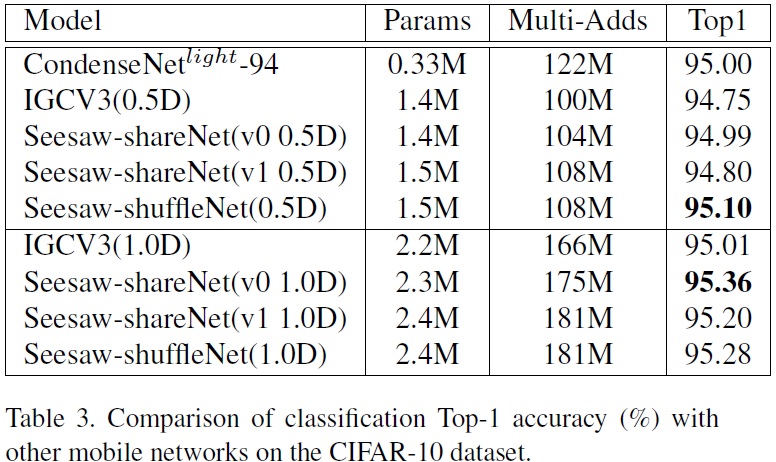 Model Params Multi-Adds Top1
CondenseNet^light-94 0.33M 122M 95.00
IGCV3(0.5D) 1.4M 100M 94.75
Seesaw-shareNet(v0 0.5D) 1.4M 104M 94.99
Seesaw-shareNet(v1 0.5D) 1.5M 108M 94.80
Seesaw-shuffleNet(0.5D) 1.5M 108M 95.10
IGCV3(1.0D) 2.2M 166M 95.01
Seesaw-shareNet(v0 1.0D) 2.3M 175M 95.36
Seesaw-shareNet(v1 1.0D) 2.4M 181M 95.20
Seesaw-shuffleNet(1.0D) 2.4M 181M 95.28
Table 3. Comparison of classification Top-1 accuracy (%) with
other mobile networks on the CIFAR-10 dataset.